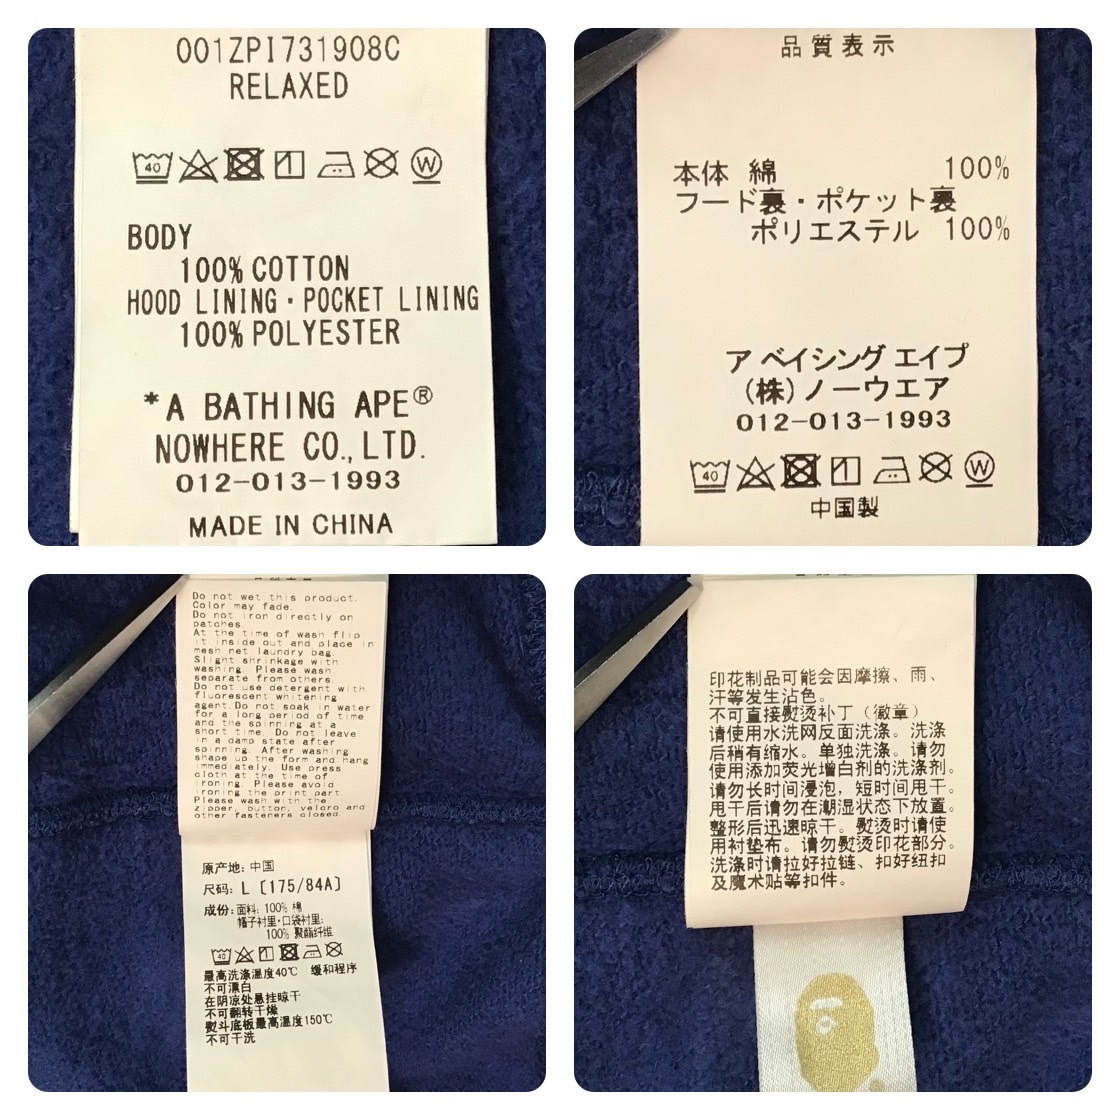 001ZPI731908C
RELAXED
40
W
BODY
100% COTTON
HOOD LINING・POCKET LINING
100% POLYESTER
*A BATHING APE®
NOWHERE CO., LTD.
012-013-1993
MADE IN CHINA
品質表示
本体 綿 100%
フード裏・ポケット裏
ポリエステル 100%
ア ベイシング エイプ
(株)ノーウエア
012-013-1993
40
W
中国製
Do not wet this product.
Color may fade.
Do not iron directly on
patches.
At the time of wash flip
it inside out and place in
mesh net laundry bag.
Slight shrinkage with
washing. Please wash
separate from others.
Do not use detergent with
fluorescent whitening
agent.Do not soak in water
for a long period of time
and the spinning at a
short time. Do not leave
in a damp state after
spinning. After washing
shape up the form and hang
immediately. Use press
cloth at the time of
ironing. Please avoid
ironing the print part.
Please wash with the
zipper, button, velcro and
other fasteners closed
原产地: 中国
尺码: L〔175/84A〕
成份: 面料: 100% 棉
帽子衬里・口袋衬里:
100% 聚酯纤维
40
最高洗涤温度40℃ 缓和程序
不可漂白
在阴凉处悬挂晾干
不可翻转干燥
熨斗底板最高温度150℃
不可干洗
印花制品可能会因摩擦、雨、
汗等发生沾色。
不可直接熨烫补丁（徽章）
请使用水洗网反面洗涤。洗涤
后稍有缩水。单独洗涤。请勿
使用添加荧光增白剂的洗涤剂。
请勿长时间浸泡，短时间甩干。
甩干后请勿在潮湿状态下放置。
整形后迅速晾干。熨烫时请使
用衬垫布。请勿熨烫印花部分。
洗涤时请拉好拉链、扣好纽扣
及魔术贴等扣件。